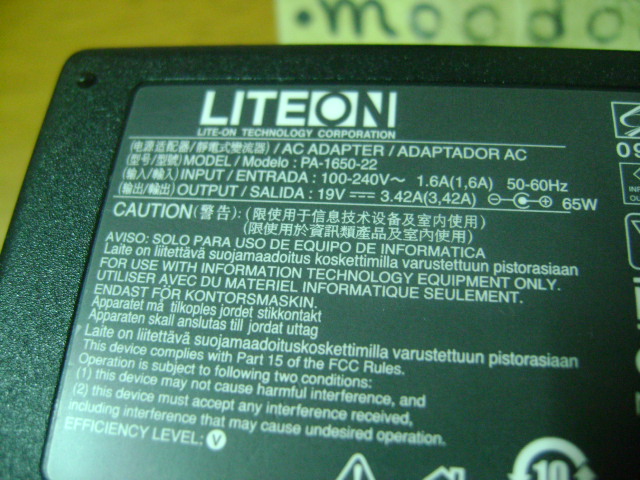 •moodo
LITEON
LITE-ON TECHNOLOGY CORPORATION
(电源适配器/靜電式變流器) / AC ADAPTER / ADAPTADOR AC
(型号/型號) MODEL / Modelo : PA-1650-22
(输入/輸入) INPUT / ENTRADA : 100-240V～ 1.6A(1,6A) 50-60Hz
(输出/輸出) OUTPUT / SALIDA : 19V 3.42A(3,42A) 65W
CAUTION(警告): (限使用于信息技术设备及室内使用)
(限使用於資訊類產品及室內使用)
AVISO: SOLO PARA USO DE EQUIPO DE INFORMATICA
Laite on liitettävä suojamaadoitus koskettimilla varustettuun pistorasiaan
FOR USE WITH INFORMATION TECHNOLOGY EQUIPMENT ONLY.
UTILISER AVEC DU MATERIEL INFORMATIQUE SEULEMENT.
ENDAST FÖR KONTORSMASKIN.
Apparatet må tilkoples jordet stikkontakt
Apparaten skall anslutas till jordat uttag
Laite on liitettävä suojamaadoituskoskettimilla varustettuun pistorasiaan
This device complies with Part 15 of the FCC Rules.
Operation is subject to following two conditions:
(1) this device may not cause harmful interference, and
(2) this device must accept any interference received,
including interference that may cause undesired operation.
EFFICIENCY LEVEL: V
09
10